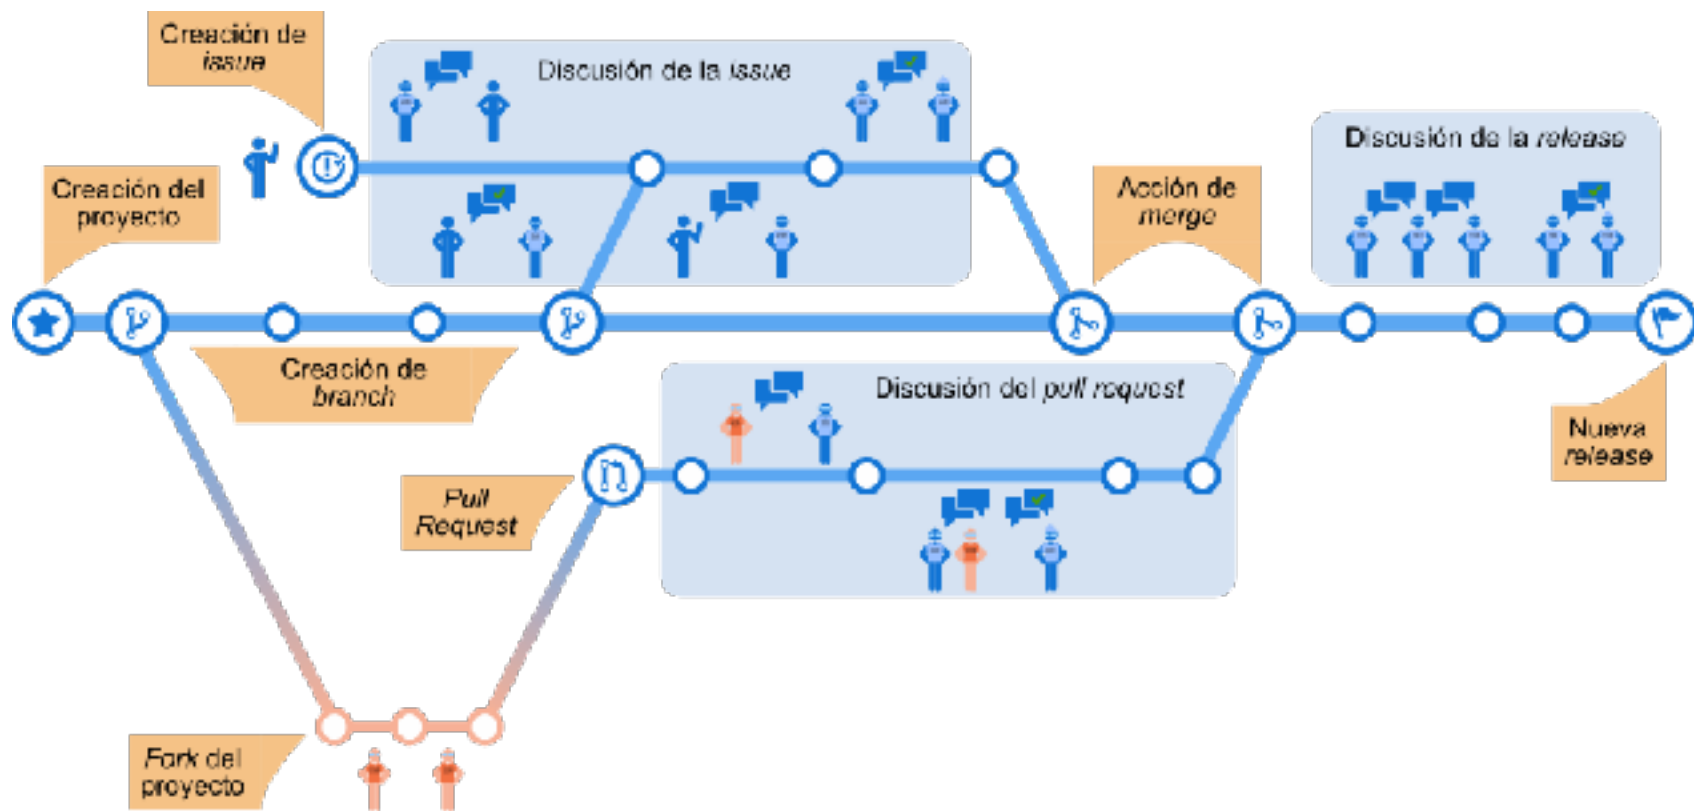 Creación de
issue
Discusión de la issue
Discusión de la release
Creación del
proyecto
Acción de
merge
Creación de
branch
Discusión del pull request
Nueva
release
Pull
Request
Fork del
proyecto